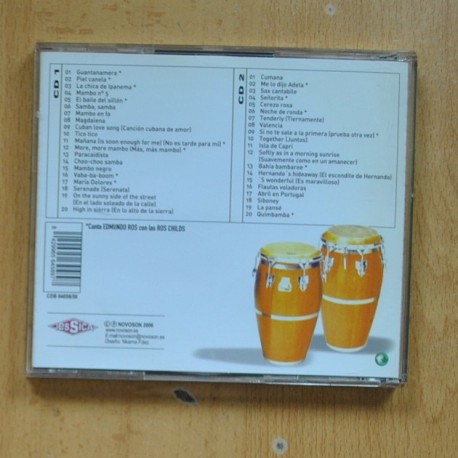 CD 1
01 Guantanamera *
02 Piel canela *
03 La chica de Ipanema *
04 Mambo nº 5
05 El baile del sillón *
06 Samba, samba
07 Mambo en fa
08 Magdalena
09 Cuban love song (Canción cubana de amor)
10 Tico tico
11 Mañana (Is soon enough for me) (No es tarde para mí) *
12 More, more mambo (Más, más mambo) *
13 Paracaidista
14 Choo-choo samba
15 Mambo negro
16 Yaba-ba-boom *
17 María Dolores *
18 Serenade (Serenata)
19 On the sunny side of the street
(En el lado soleado de la calle)
20 High in sierra (En lo alto de la sierra)
CD 2
01 Cumana
02 Me lo dijo Adela *
03 Sax cantabile
04 Señorita *
05 Cerezo rosa
06 Noche de ronda *
07 Tenderly (Tiernamente)
08 Valencia
09 Si no te sale a la primera (prueba otra vez) *
10 Together (Juntos)
11 Isla de Capri
12 Softly as in a morning sunrise
(Suavemente como en un amanecer)
13 Bahia bambaree *
14 Hernando's hideaway (El escondite de Hernando)
15 'S wonderful (Es maravilloso)
16 Flautas voladoras
17 Abril en Portugal
18 Siboney
19 La pansé
20 Quimbamba *
*Canta EDMUNDO ROS con los ROS CHILDS
© NOVOSON 2006